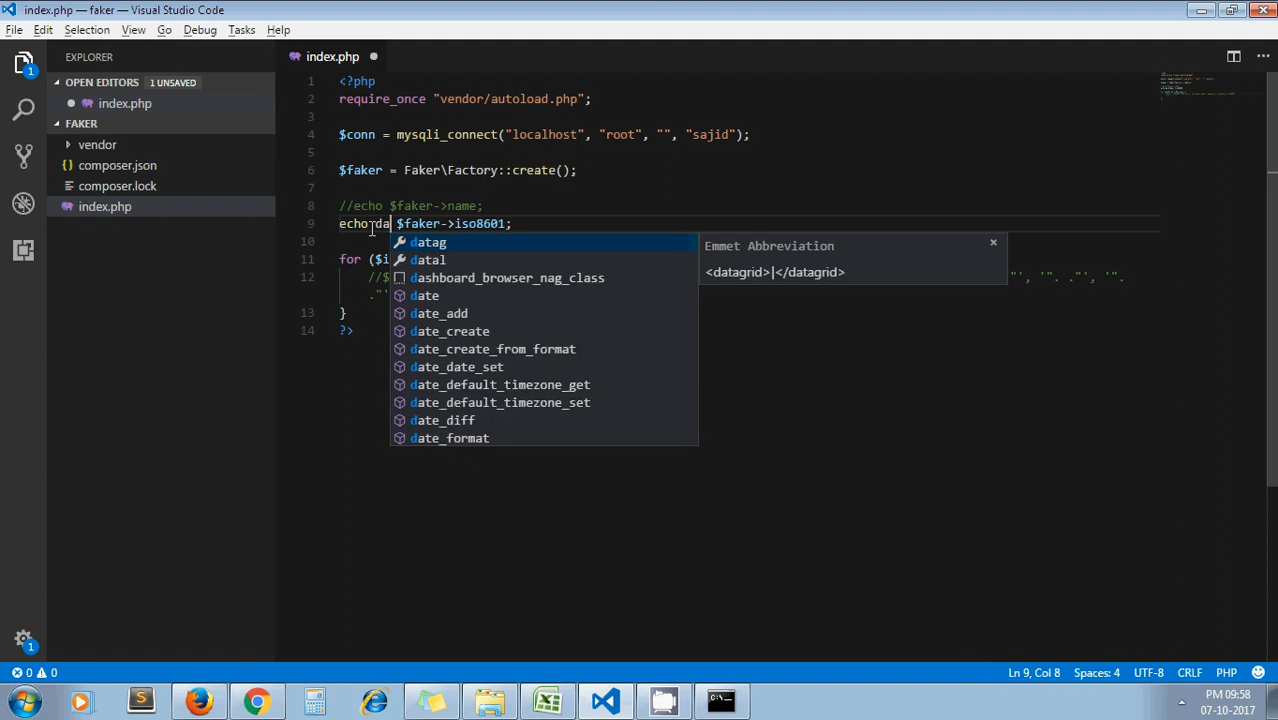 index.php — faker — Visual Studio Code
File Edit Selection View Go Debug Tasks Help
EXPLORER
OPEN EDITORS 1 UNSAVED
index.php
FAKER
vendor
composer.json
composer.lock
index.php
1
1
index.php
1 <?php
2 require_once "vendor/autoload.php";
3
4 $conn = mysqli_connect("localhost", "root", "", "sajid");
5
6 $faker = Faker\Factory::create();
7
8 //echo $faker->name;
9 echo da $faker->iso8601;
10
11 for ($i
12 //$ "', '". ."', '".
."'
13 }
14 ?>
datag
datal
dashboard_browser_nag_class
date
date_add
date_create
date_create_from_format
date_date_set
date_default_timezone_get
date_default_timezone_set
date_diff
date_format
Emmet Abbreviation
<datagrid>|</datagrid>
0 0
Ln 9, Col 8 Spaces: 4 UTF-8 CRLF PHP
PM 09:58
07-10-2017